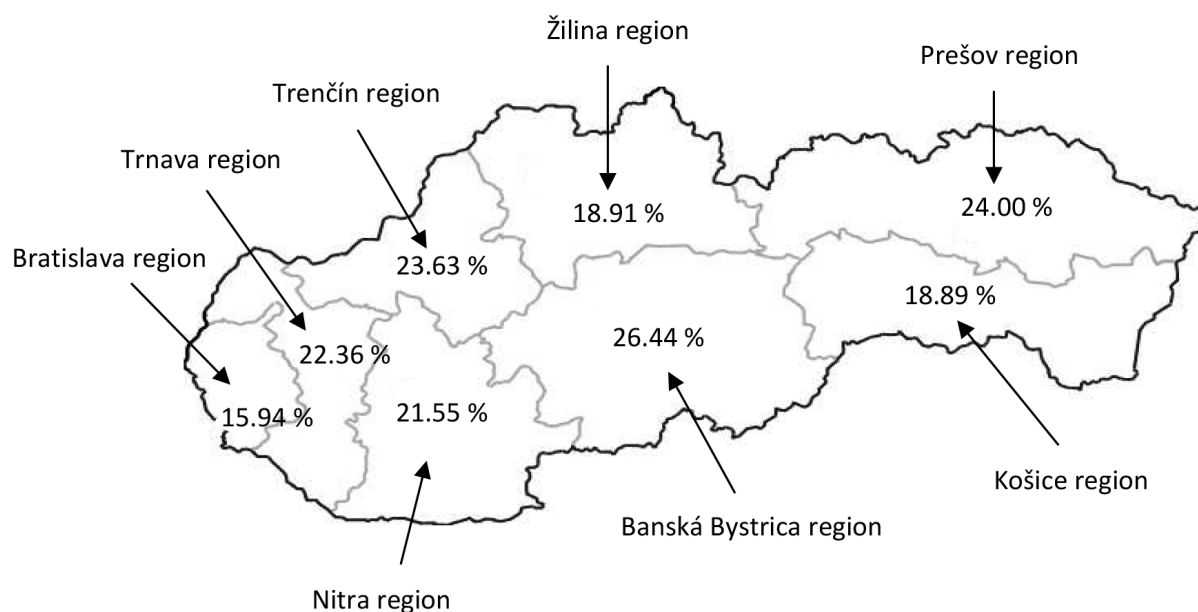 Žilina region
Prešov region
Trenčín region
Trnava region
18.91 %
24.00 %
Bratislava region
23.63 %
18.89 %
26.44 %
22.36 %
15.94 %
21.55 %
Košice region
Banská Bystrica region
Nitra region